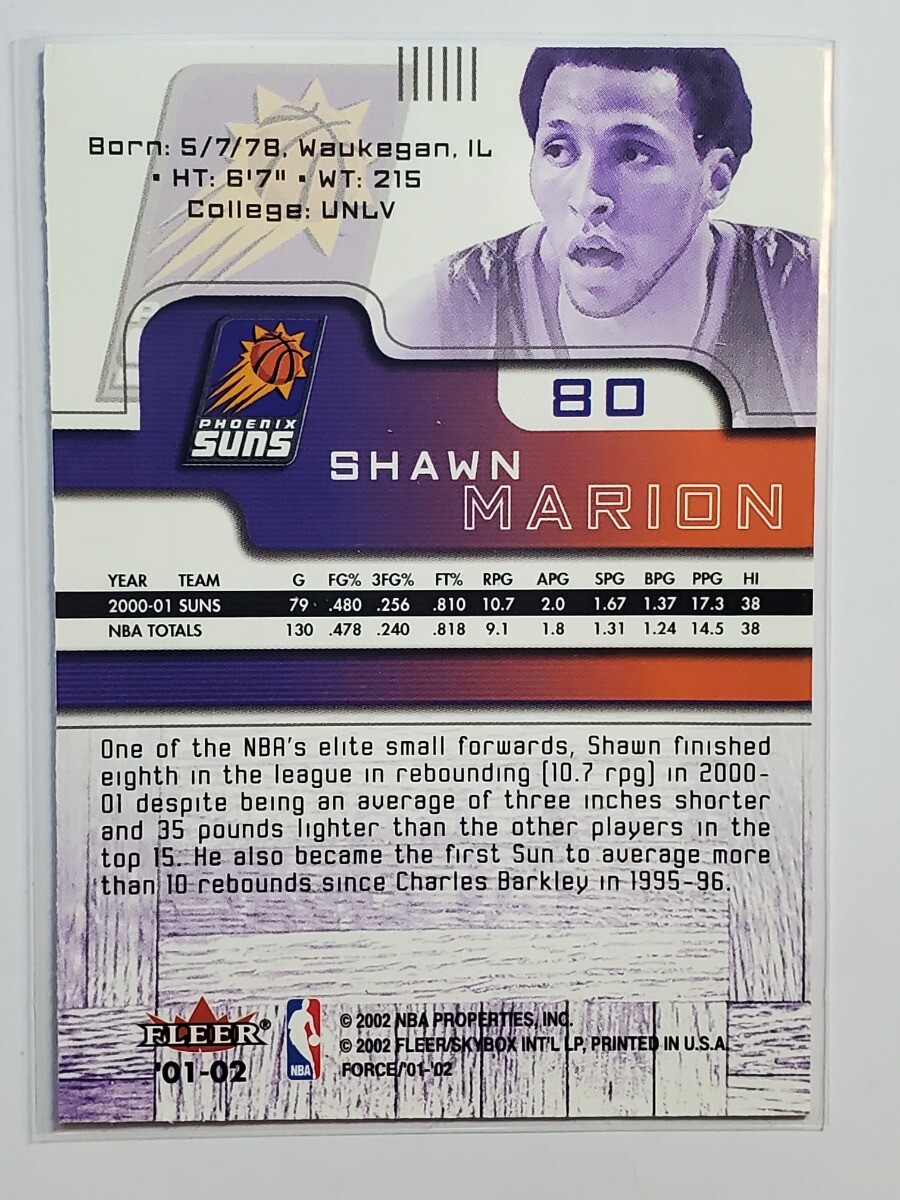 Born: 5/7/78, Waukegan, IL
• HT: 6'7" • WT: 215
College: UNLV
80
PHOENIX
SUNS
SHAWN
MARION
YEAR TEAM G FG% 3FG% FT% RPG APG SPG BPG PPG HI
2000-01 SUNS 79 .480 .256 .810 10.7 2.0 1.67 1.37 17.3 38
NBA TOTALS 130 .478 .240 .818 9.1 1.8 1.31 1.24 14.5 38
One of the NBA's elite small forwards, Shawn finished
eighth in the league in rebounding (10.7 rpg) in 2000-
01 despite being an average of three inches shorter
and 35 pounds lighter than the other players in the
top 15. He also became the first Sun to average more
than 10 rebounds since Charles Barkley in 1995-96.
FLEER®
'01-02
NBA
© 2002 NBA PROPERTIES, INC.
© 2002 FLEER/SKYBOX INT'L LP, PRINTED IN U.S.A.
FORCE/'01-'02